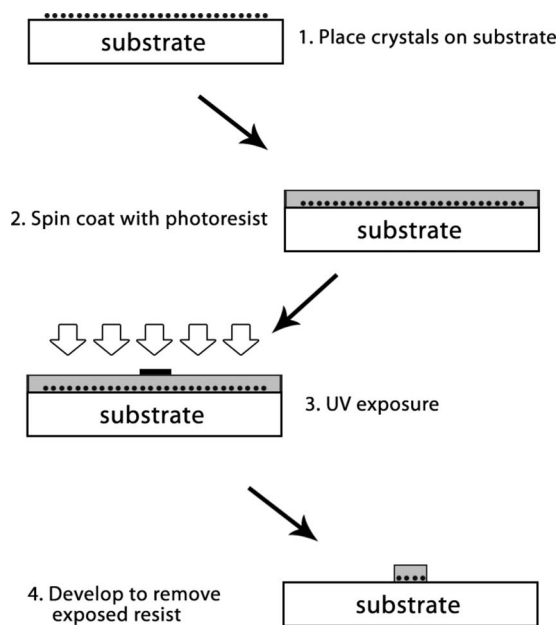 substrate
1. Place crystals on substrate
2. Spin coat with photoresist
substrate
substrate
3. UV exposure
4. Develop to remove
exposed resist
substrate